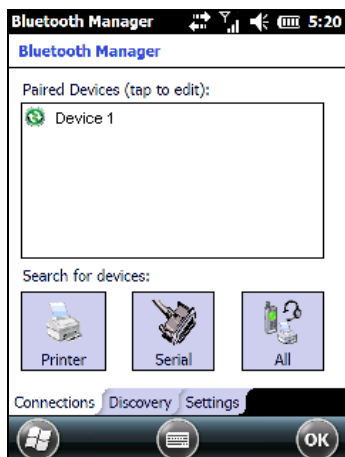 Bluetooth Manager 5:20
Bluetooth Manager
Paired Devices (tap to edit):
Device 1
Search for devices:
Printer Serial All
Connections Discovery Settings
OK